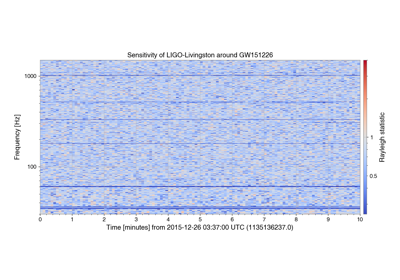 Sensitivity of LIGO-Livingston around GW151226
1000
100
Frequency [Hz]
1
0.5
Rayleigh statistic
0 1 2 3 4 5 6 7 8 9 10
Time [minutes] from 2015-12-26 03:37:00 UTC (1135136237.0)